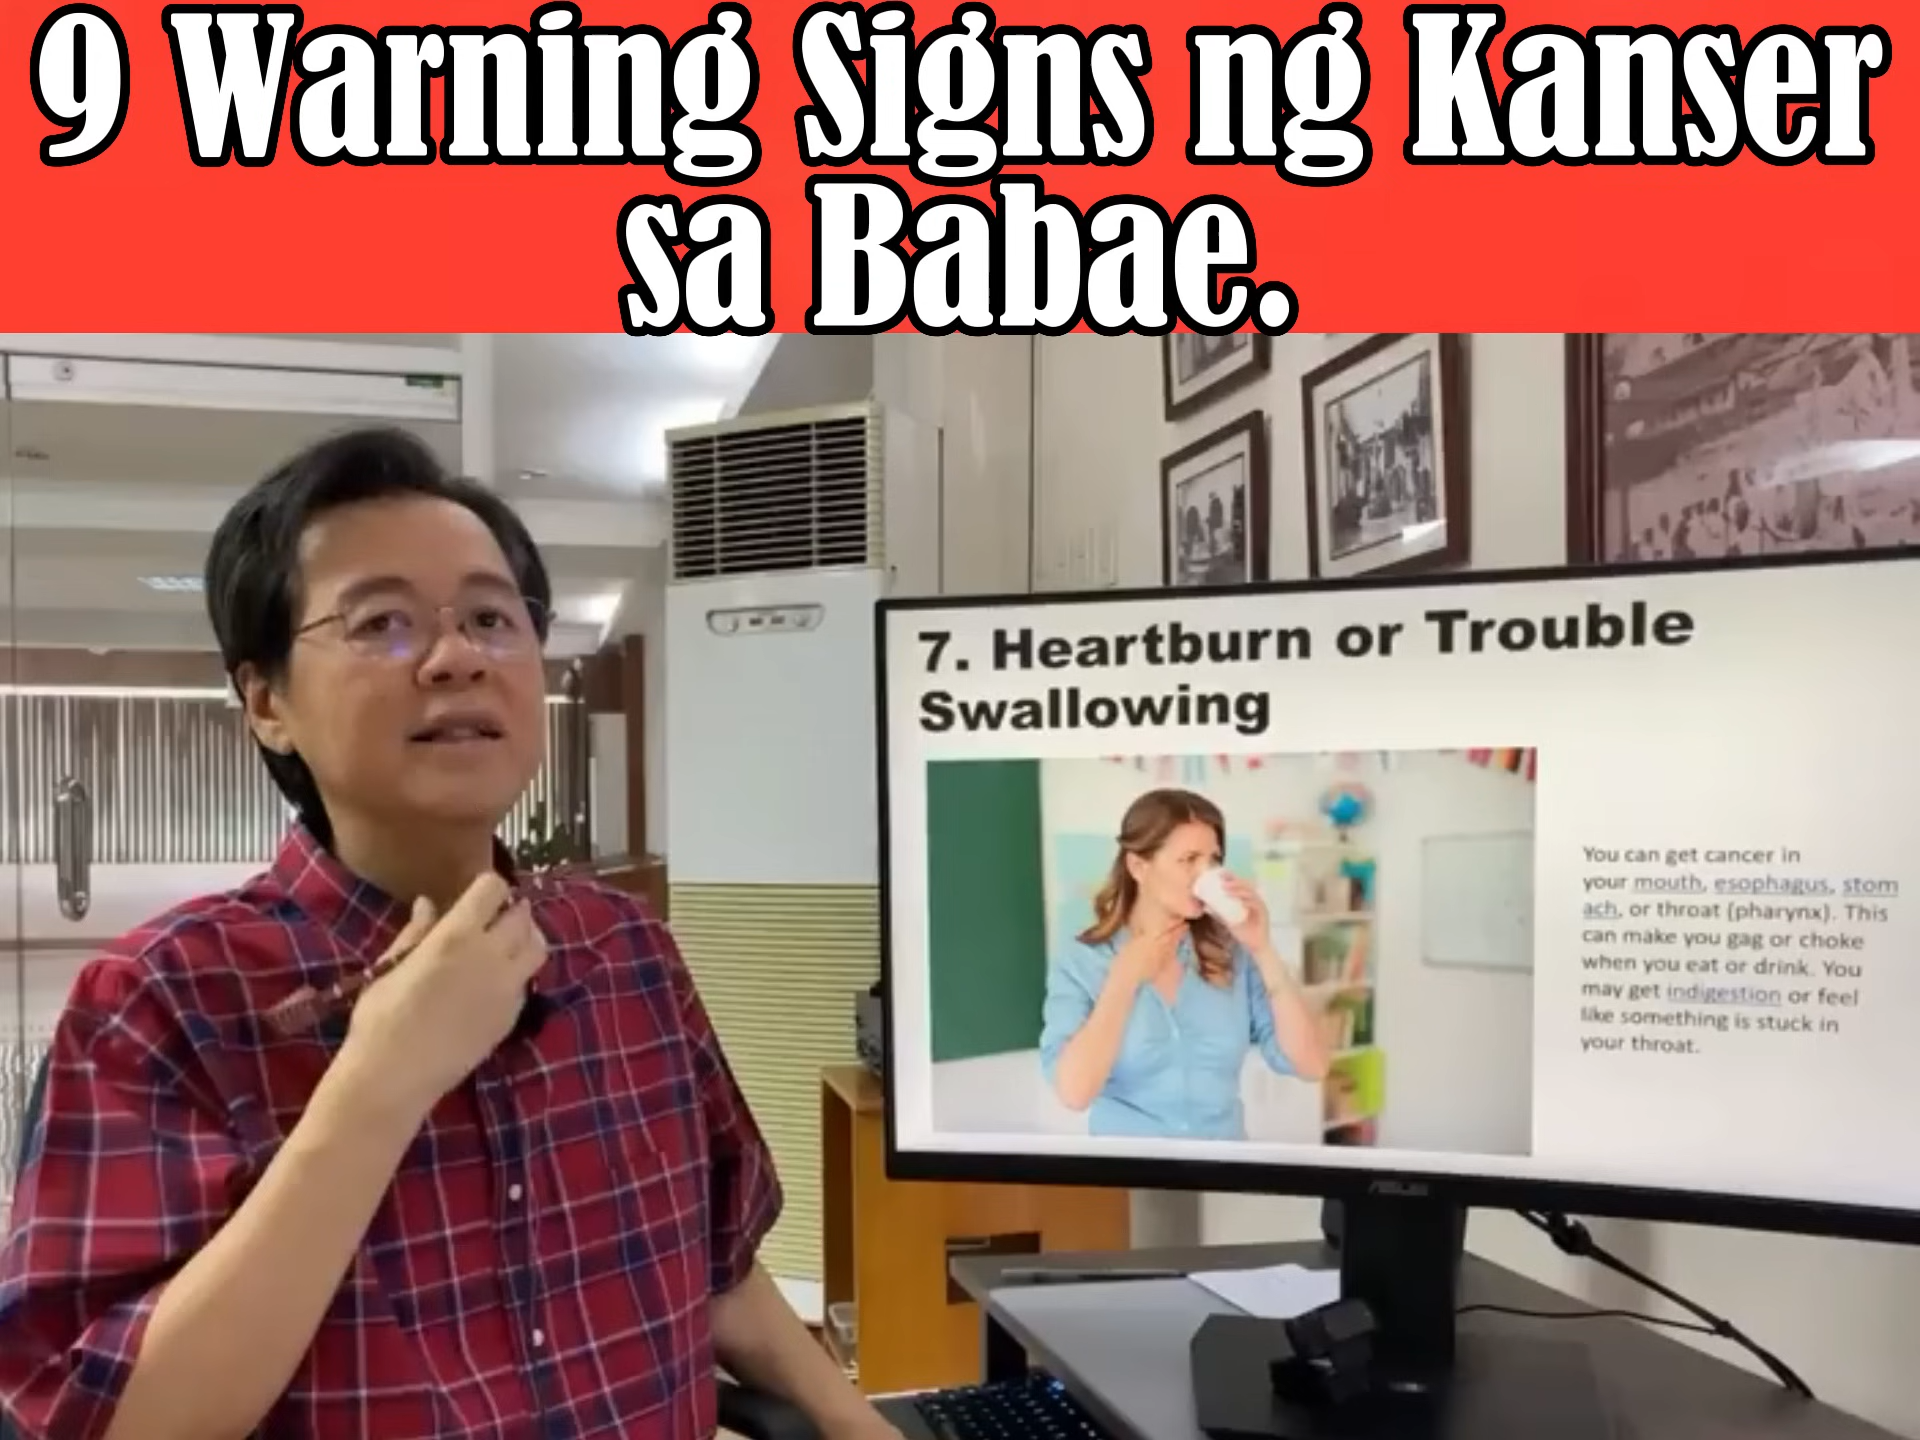 9 Warning Signs ng Kanser
sa Babae.
7. Heartburn or Trouble
Swallowing
You can get cancer in
your mouth, esophagus, stom
ach, or throat (pharynx). This
can make you gag or choke
when you eat or drink. You
may get indigestion or feel
like something is stuck in
your throat.
ASUS